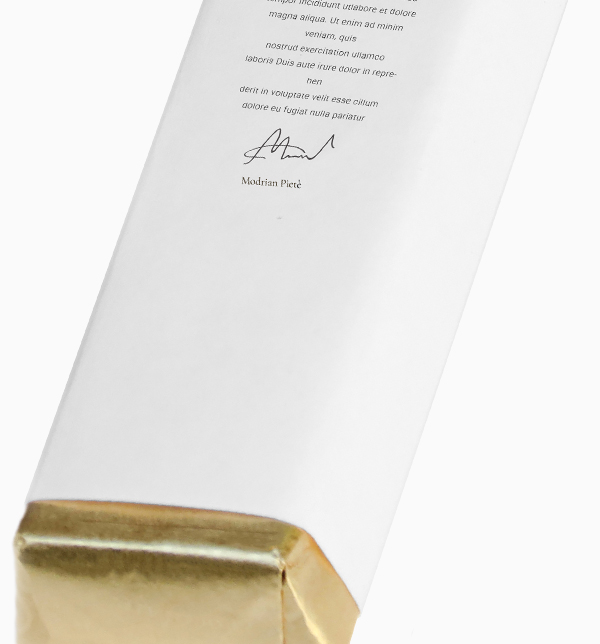 tempor incididunt utlabore et dolore
magna aliqua. Ut enim ad minim
veniam, quis
nostrud exercitation ullamco
laboris Duis aute irure dolor in repre-
hen
derit in voluptate velit esse cillum
dolore eu fugiat nulla pariatur
Modrian Pietè